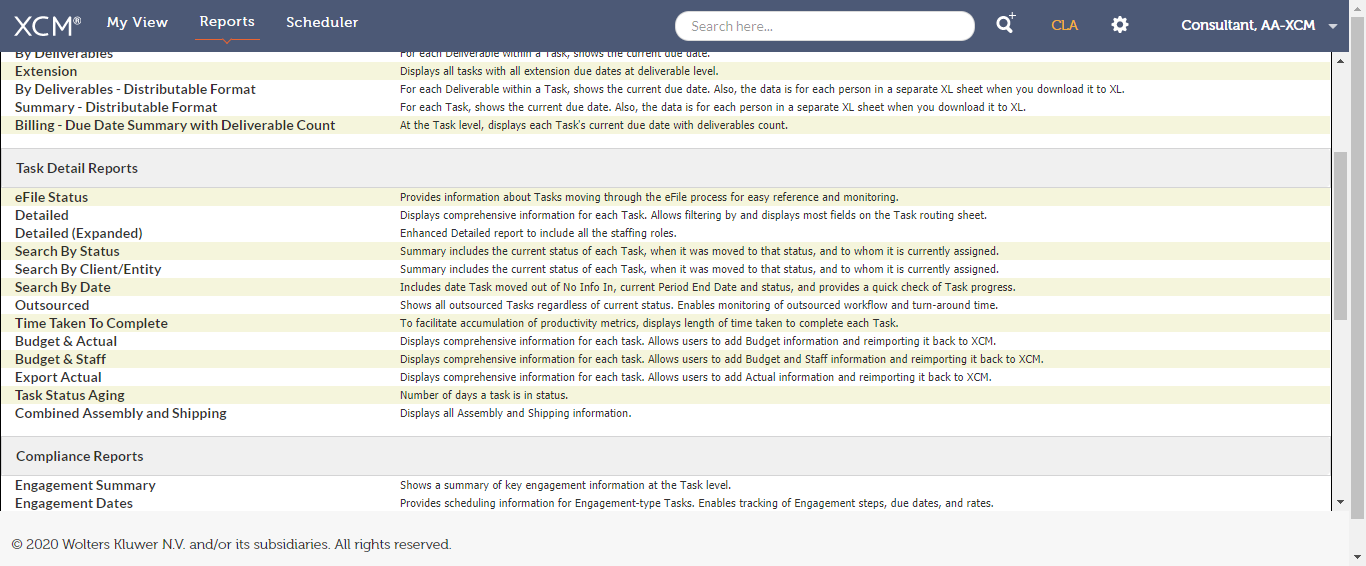 XCM® My View Reports Scheduler Search here... CLA Consultant, AA-XCM
By Deliverables For each Deliverable within a Task, shows the current due date.
Extension Displays all tasks with all extension due dates at deliverable level.
By Deliverables - Distributable Format For each Deliverable within a Task, shows the current due date. Also, the data is for each person in a separate XL sheet when you download it to XL.
Summary - Distributable Format For each Task, shows the current due date. Also, the data is for each person in a separate XL sheet when you download it to XL.
Billing - Due Date Summary with Deliverable Count At the Task level, displays each Task's current due date with deliverables count.
Task Detail Reports
eFile Status Provides information about Tasks moving through the eFile process for easy reference and monitoring.
Detailed Displays comprehensive information for each Task. Allows filtering by and displays most fields on the Task routing sheet.
Detailed (Expanded) Enhanced Detailed report to include all the staffing roles.
Search By Status Summary includes the current status of each Task, when it was moved to that status, and to whom it is currently assigned.
Search By Client/Entity Summary includes the current status of each Task, when it was moved to that status, and to whom it is currently assigned.
Search By Date Includes date Task moved out of No Info In, current Period End Date and status, and provides a quick check of Task progress.
Outsourced Shows all outsourced Tasks regardless of current status. Enables monitoring of outsourced workflow and turn-around time.
Time Taken To Complete To facilitate accumulation of productivity metrics, displays length of time taken to complete each Task.
Budget & Actual Displays comprehensive information for each task. Allows users to add Budget information and reimporting it back to XCM.
Budget & Staff Displays comprehensive information for each task. Allows users to add Budget and Staff information and reimporting it back to XCM.
Export Actual Displays comprehensive information for each task. Allows users to add Actual information and reimporting it back to XCM.
Task Status Aging Number of days a task is in status.
Combined Assembly and Shipping Displays all Assembly and Shipping information.
Compliance Reports
Engagement Summary Shows a summary of key engagement information at the Task level.
Engagement Dates Provides scheduling information for Engagement-type Tasks. Enables tracking of Engagement steps, due dates, and rates.
© 2020 Wolters Kluwer N.V. and/or its subsidiaries. All rights reserved.